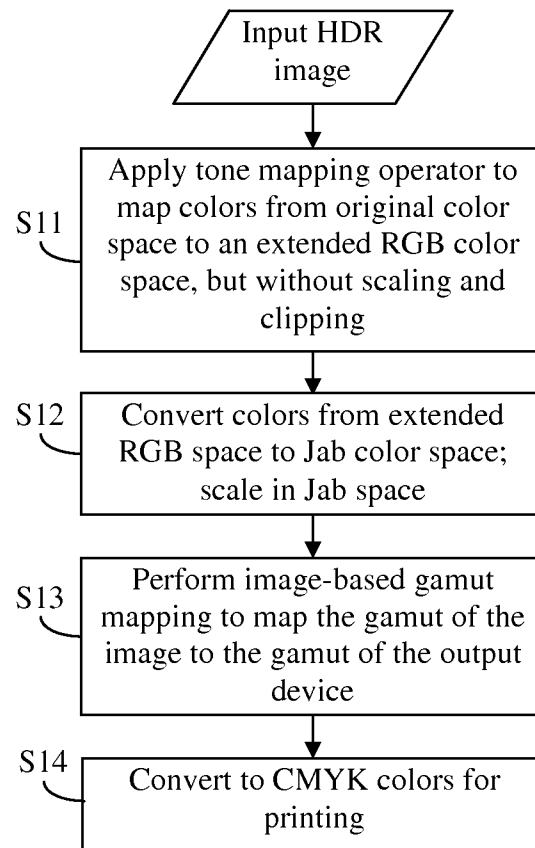 Input HDR
image
S11
Apply tone mapping operator to
map colors from original color
space to an extended RGB color
space, but without scaling and
clipping
S12
Convert colors from extended
RGB space to Jab color space;
scale in Jab space
S13
Perform image-based gamut
mapping to map the gamut of the
image to the gamut of the output
device
S14
Convert to CMYK colors for
printing